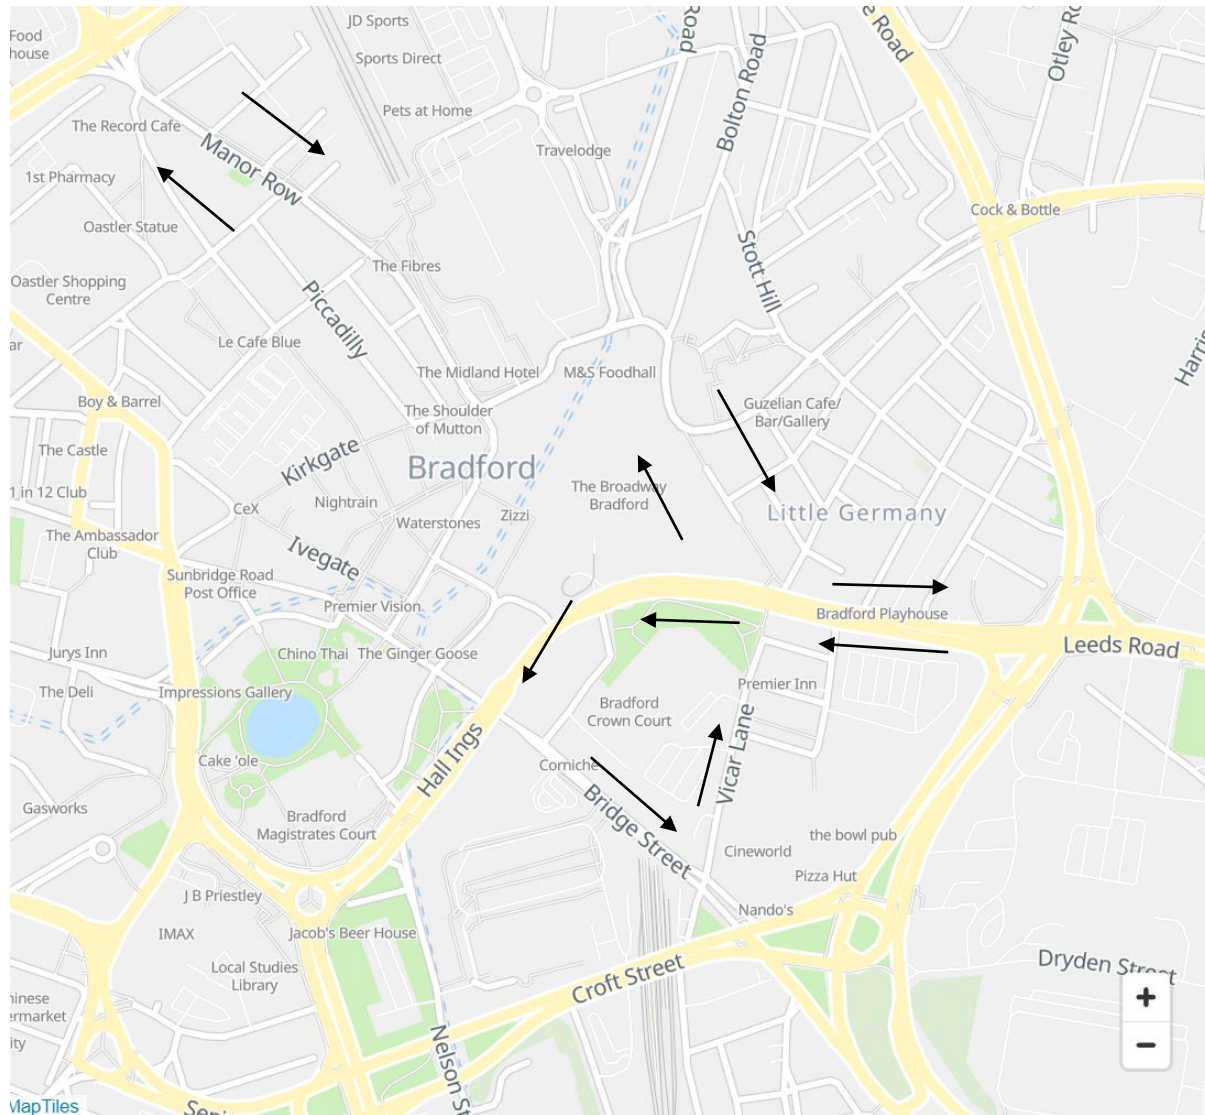 Food
house
JD Sports
Sports Direct
Pets at Home
Road
Bolton Road
e Road
Otley Ro
The Record Cafe
Manor Row
Travelodge
1st Pharmacy
Oastler Statue
Cock & Bottle
Stott Hill
The Fibres
Oastler Shopping
Centre
Piccadilly
Harris
ar
Le Cafe Blue
The Midland Hotel
M&S Foodhall
Boy & Barrel
The Shoulder
of Mutton
Guzelian Cafe/
Bar/Gallery
The Castle
Kirkgate
Bradford
1 in 12 Club
Nightrain
The Broadway
Bradford
CeX
Waterstones
Zizzi
Little Germany
The Ambassador
Club
Ivegate
Sunbridge Road
Post Office
Premier Vision
Bradford Playhouse
Jurys Inn
Chino Thai
The Ginger Goose
Leeds Road
The Deli
Impressions Gallery
Premier Inn
Bradford
Crown Court
Vicar Lane
Cake 'ole
Hall Ings
Corniche
Gasworks
Bradford
Magistrates Court
Bridge Street
the bowl pub
Cineworld
Pizza Hut
J B Priestley
Nando's
IMAX
Jacob's Beer House
Local Studies
Library
Croft Street
Dryden Street
hinese
ermarket
ity
+
−
Nelson St
MapTiles
Seni